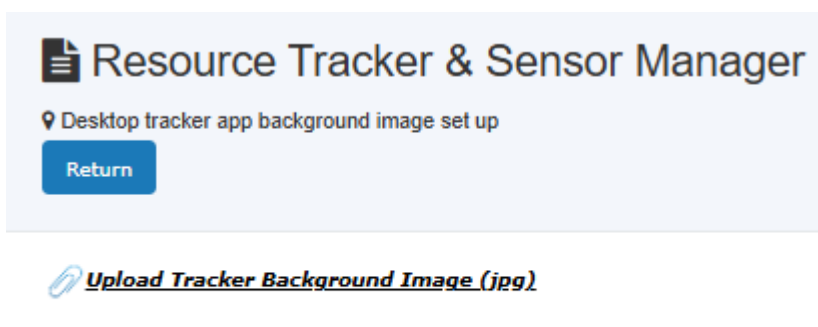 Resource Tracker & Sensor Manager
Desktop tracker app background image set up
Return
Upload Tracker Background Image (jpg)